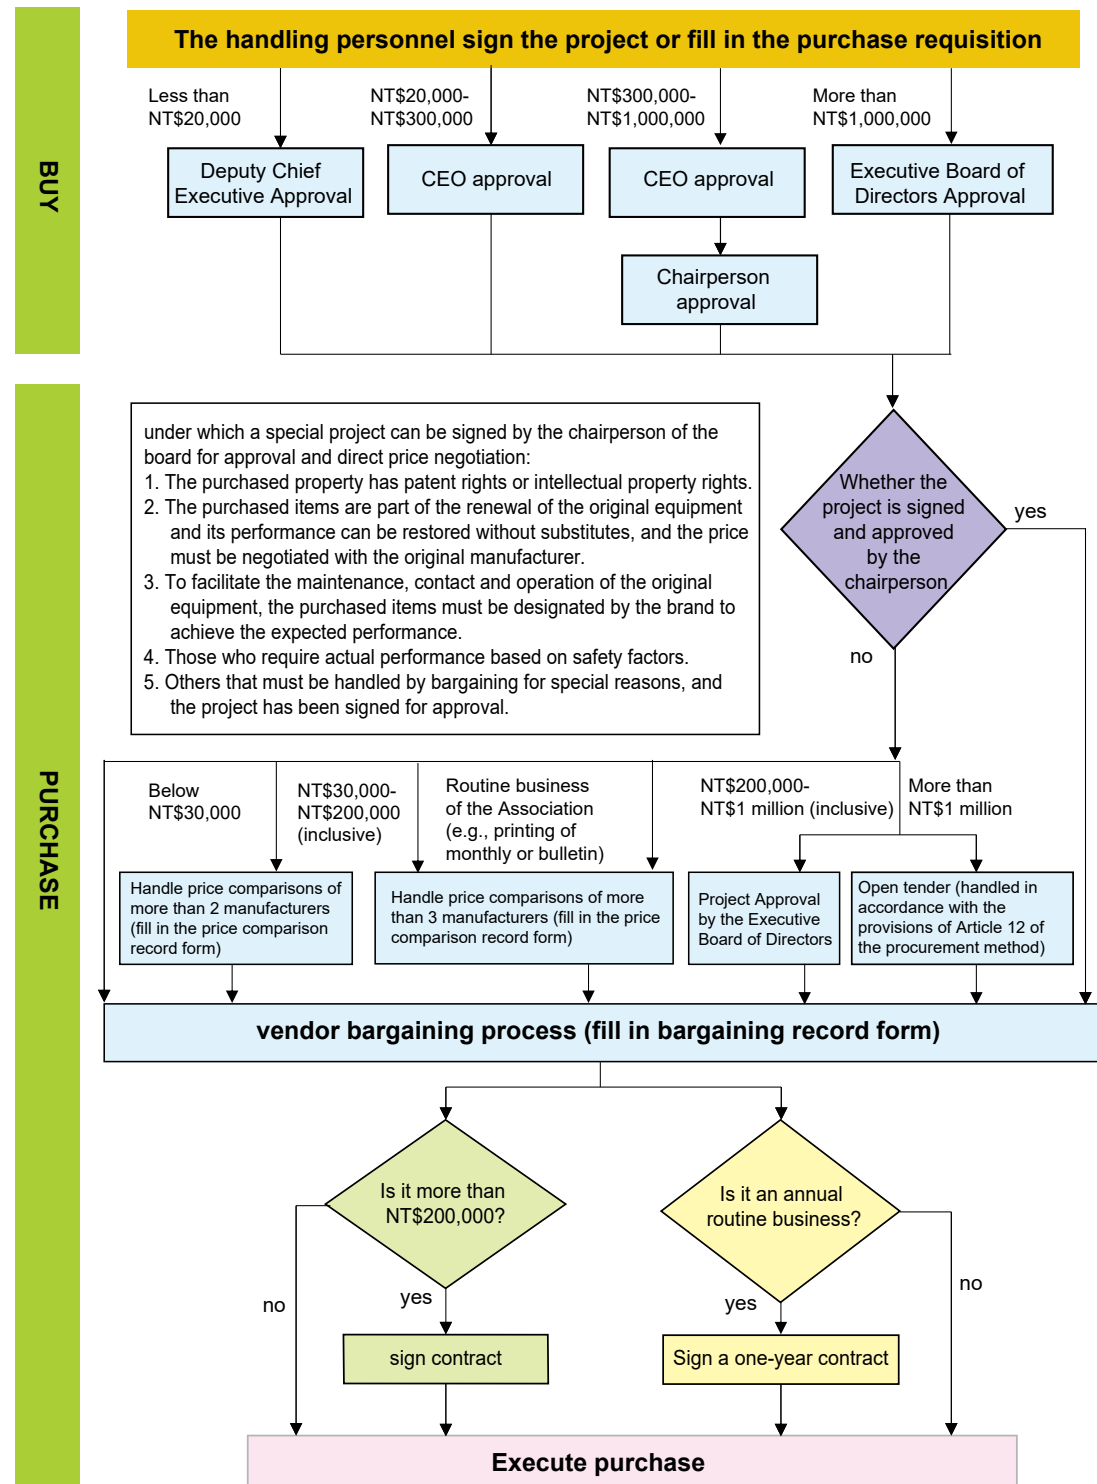 The handling personnel sign the project or fill in the purchase requisition
BUY
Less than
NT$20,000
NT$20,000-
NT$300,000
NT$300,000-
NT$1,000,000
More than
NT$1,000,000
Deputy Chief
Executive Approval
CEO approval
CEO approval
Executive Board of
Directors Approval
Chairperson
approval
PURCHASE
under which a special project can be signed by the chairperson of the
board for approval and direct price negotiation:
1. The purchased property has patent rights or intellectual property rights.
2. The purchased items are part of the renewal of the original equipment
and its performance can be restored without substitutes, and the price
must be negotiated with the original manufacturer.
3. To facilitate the maintenance, contact and operation of the original
equipment, the purchased items must be designated by the brand to
achieve the expected performance.
4. Those who require actual performance based on safety factors.
5. Others that must be handled by bargaining for special reasons, and
the project has been signed for approval.
Whether the
project is signed
and approved
by the
chairperson
yes
no
Below
NT$30,000
NT$30,000-
NT$200,000
(inclusive)
Routine business
of the Association
(e.g., printing of
monthly or bulletin)
NT$200,000-
NT$1 million (inclusive)
More than
NT$1 million
Handle price comparisons of
more than 2 manufacturers
(fill in the price comparison
record form)
Handle price comparisons of more
than 3 manufacturers (fill in the price
comparison record form)
Project Approval
by the Executive
Board of Directors
Open tender (handled in
accordance with the
provisions of Article 12 of
the procurement method)
vendor bargaining process (fill in bargaining record form)
Is it more than
NT$200,000?
Is it an annual
routine business?
no
yes
yes
no
sign contract
Sign a one-year contract
Execute purchase